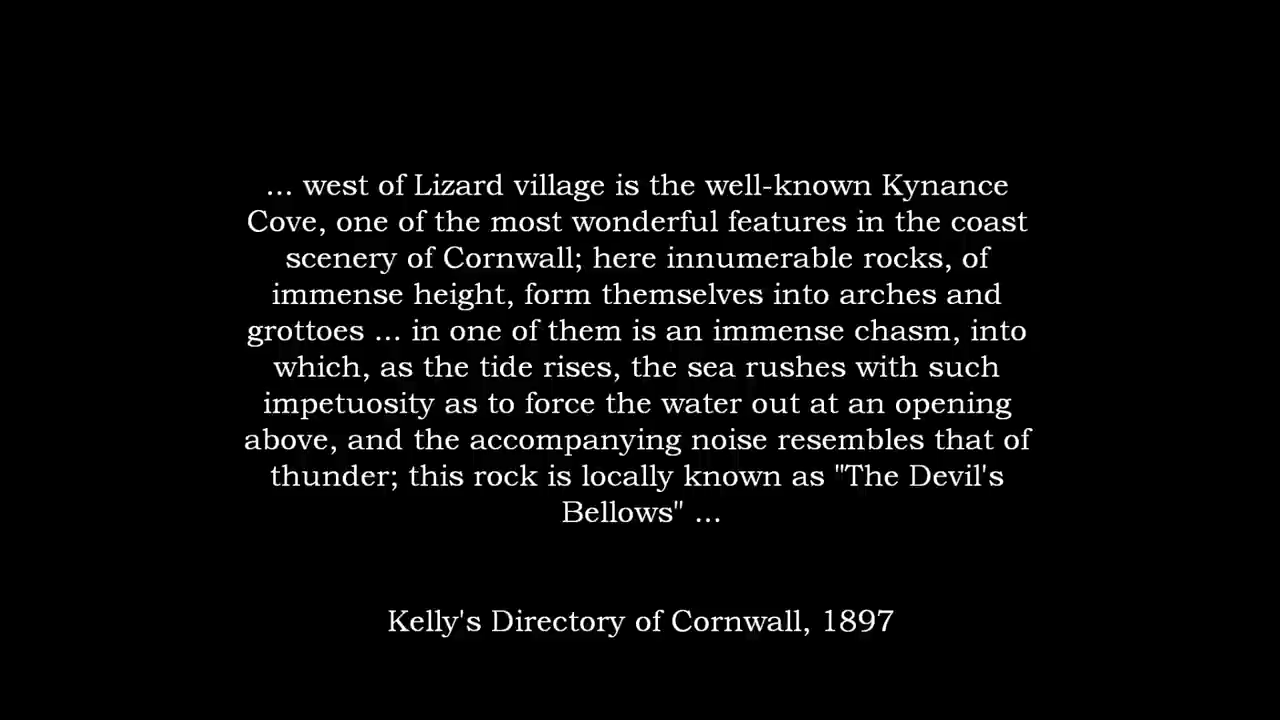 ... west of Lizard village is the well-known Kynance
Cove, one of the most wonderful features in the coast
scenery of Cornwall; here innumerable rocks, of
immense height, form themselves into arches and
grottoes ... in one of them is an immense chasm, into
which, as the tide rises, the sea rushes with such
impetuosity as to force the water out at an opening
above, and the accompanying noise resembles that of
thunder; this rock is locally known as "The Devil's
Bellows" ...
Kelly's Directory of Cornwall, 1897